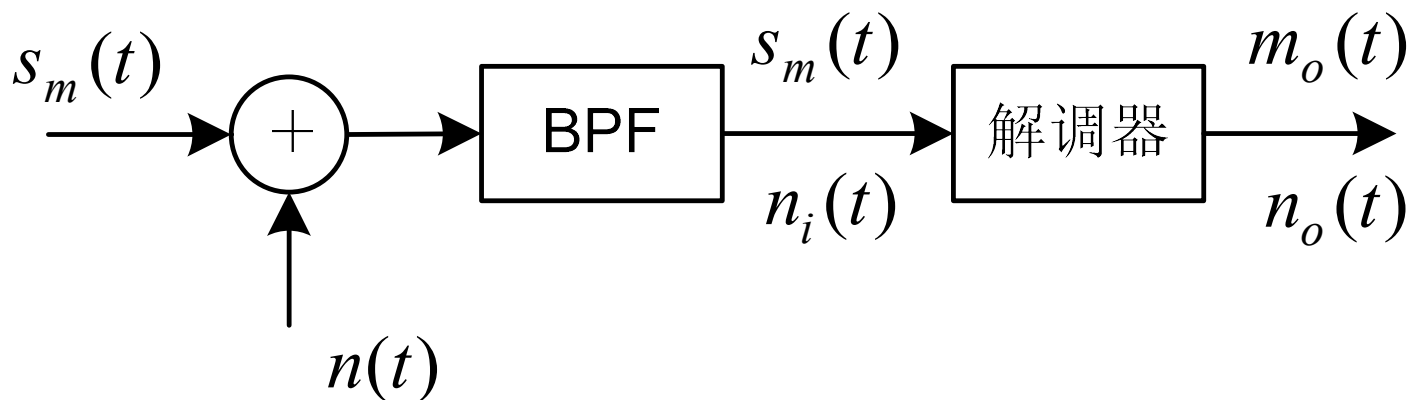 s_m(t)
+
n(t)
BPF
s_m(t)
n_i(t)
解调器
m_o(t)
n_o(t)